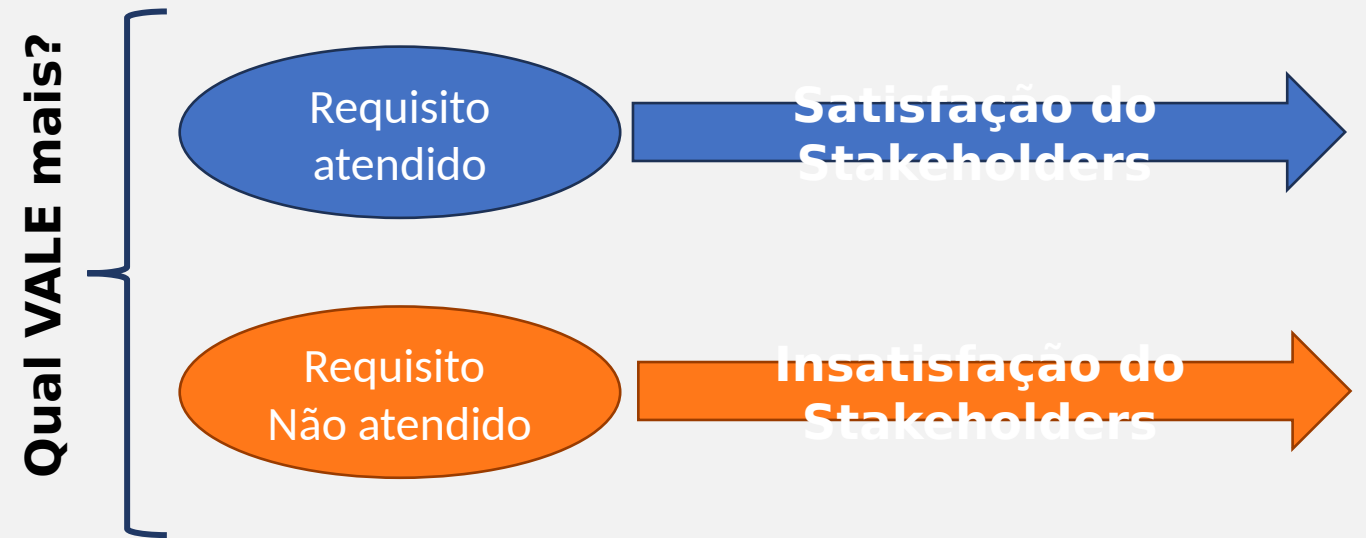 Qual VALE mais?
Requisito
atendido
Satisfação do
Stakeholders
Requisito
Não atendido
Insatisfação do
Stakeholders